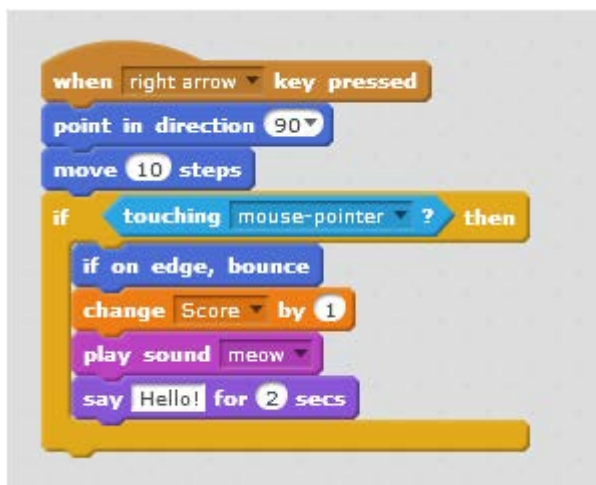 when right arrow key pressed
point in direction 90
move 10 steps
if touching mouse-pointer ? then
if on edge, bounce
change Score by 1
play sound meow
say Hello! for 2 secs